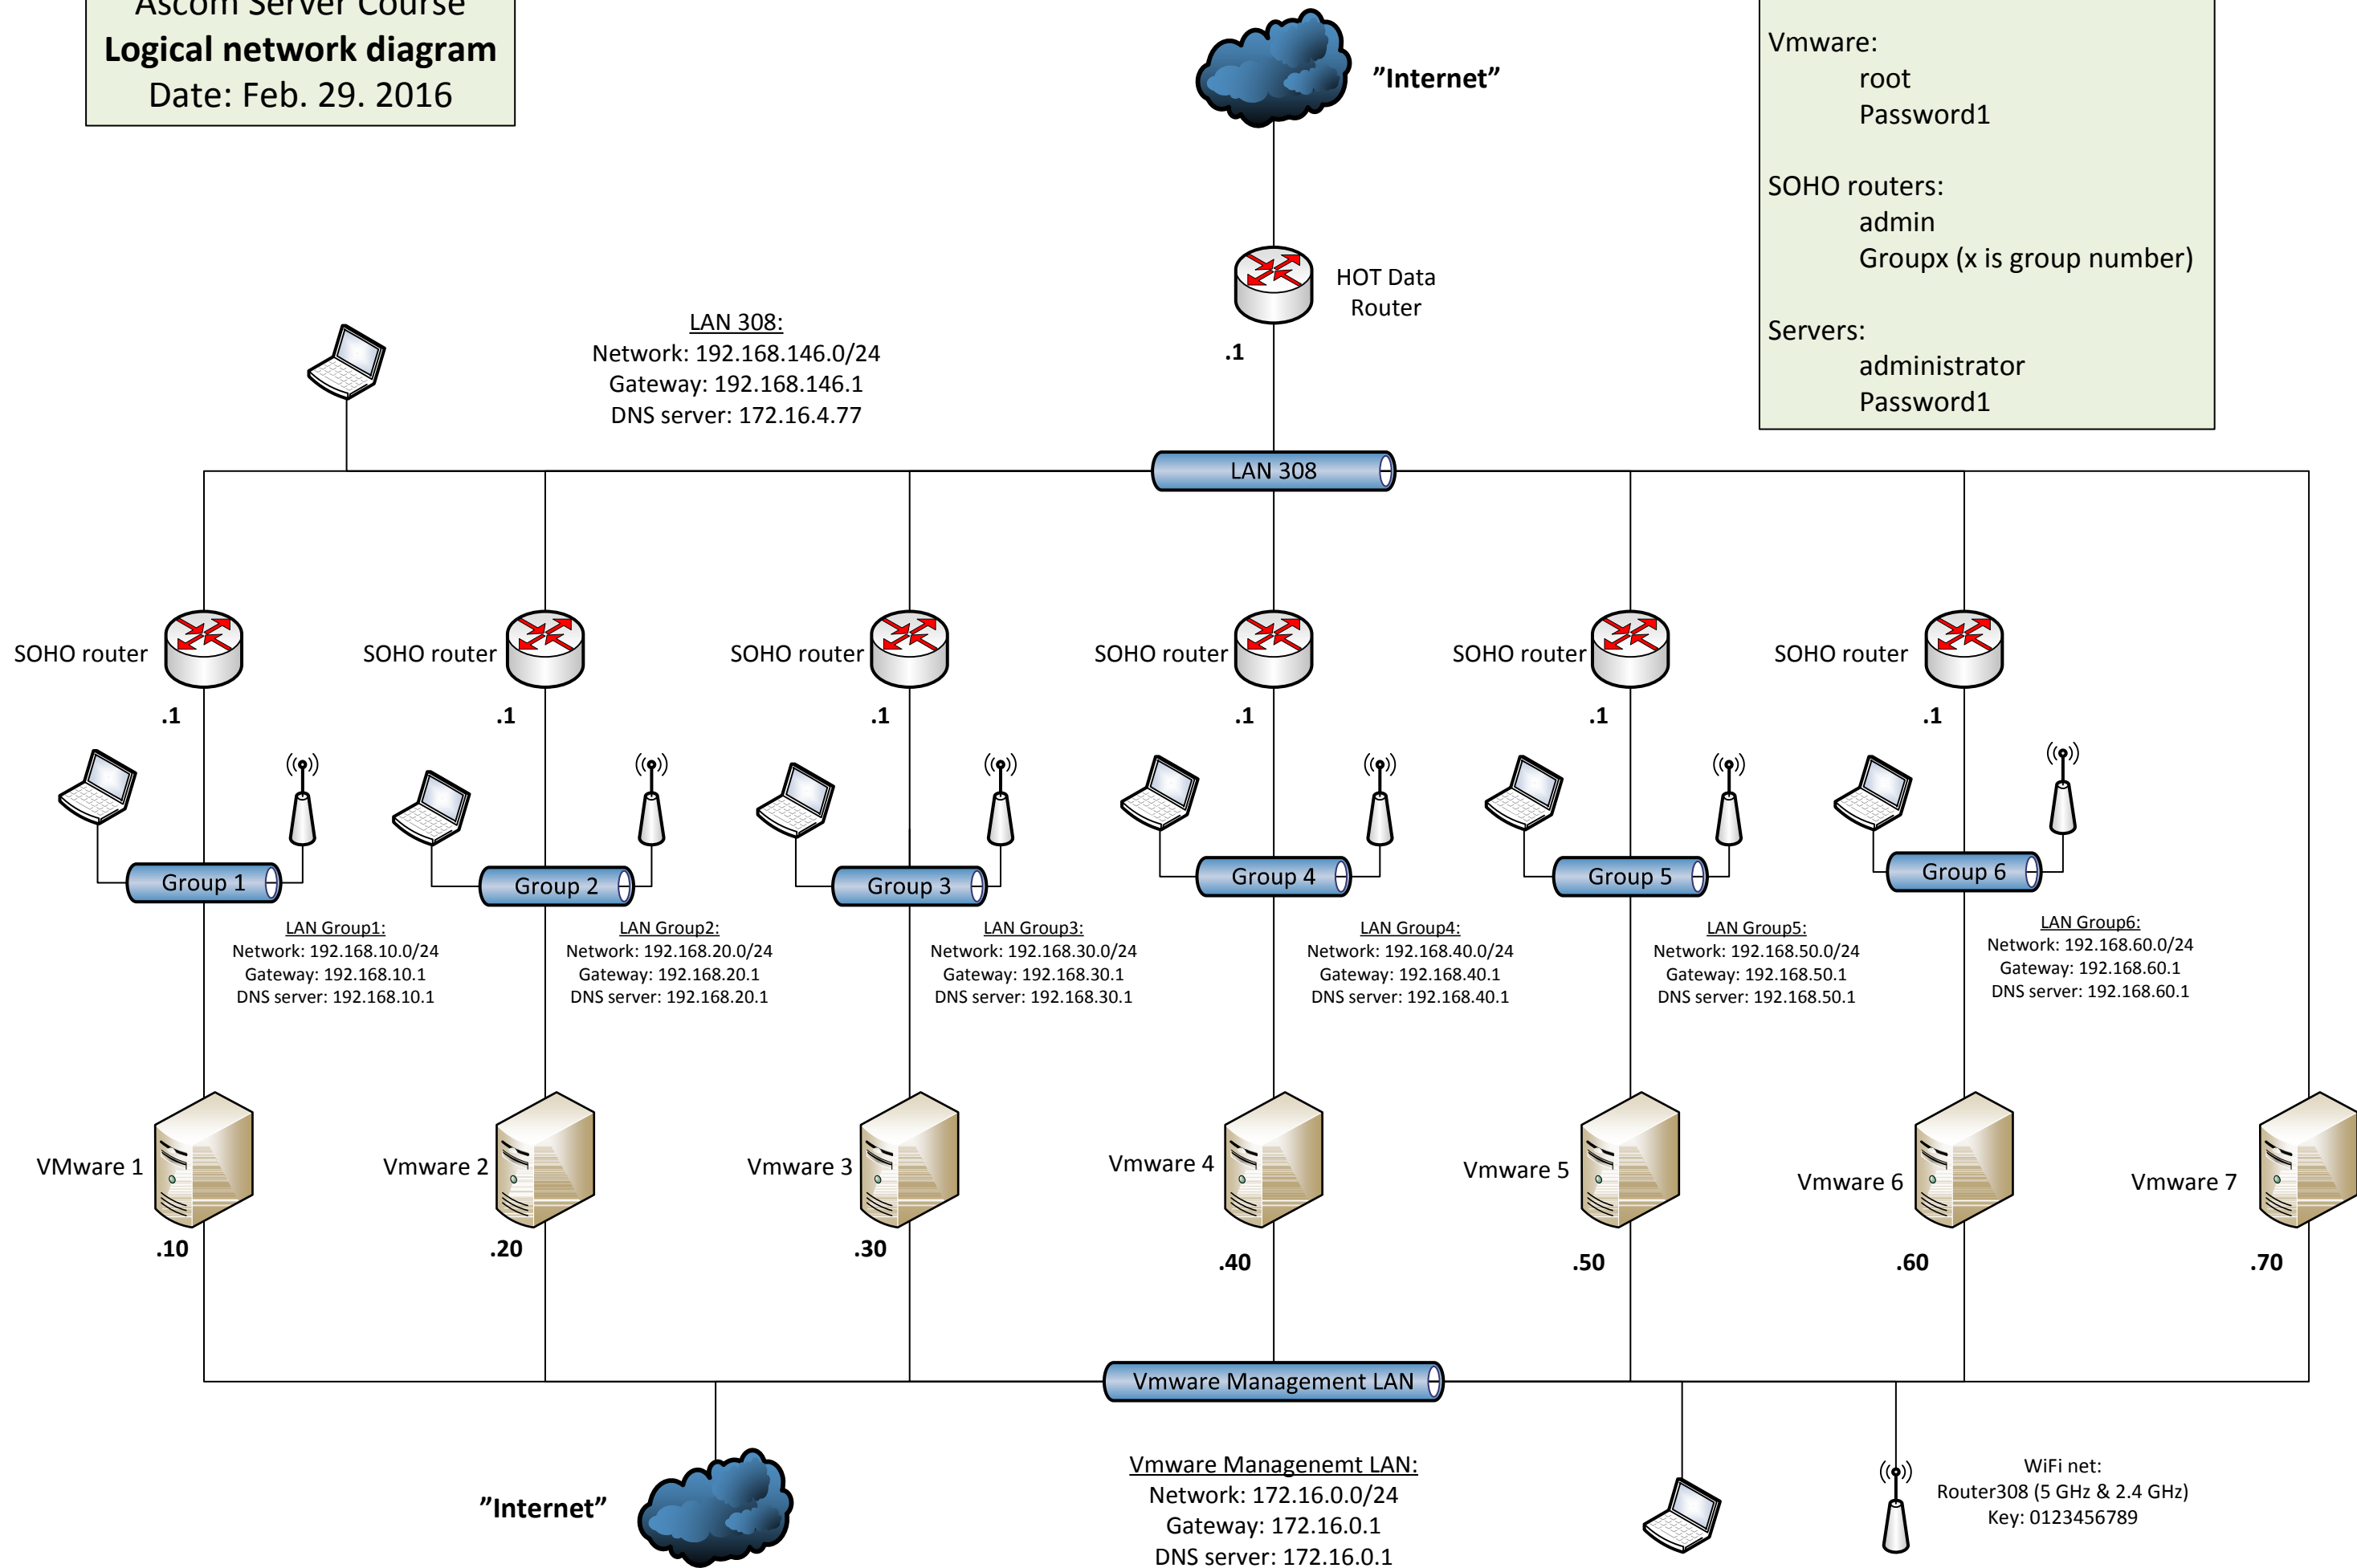 Ascom Server Course
Logical network diagram
Date: Feb. 29. 2016
”Internet”
Vmware:
root
Password1
SOHO routers:
admin
Groupx (x is group number)
Servers:
administrator
Password1
HOT Data
Router
.1
LAN 308:
Network: 192.168.146.0/24
Gateway: 192.168.146.1
DNS server: 172.16.4.77
LAN 308
SOHO router
SOHO router
SOHO router
SOHO router
SOHO router
SOHO router
.1
.1
.1
.1
.1
.1
Group 1
Group 2
Group 3
Group 4
Group 5
Group 6
LAN Group1:
Network: 192.168.10.0/24
Gateway: 192.168.10.1
DNS server: 192.168.10.1
LAN Group2:
Network: 192.168.20.0/24
Gateway: 192.168.20.1
DNS server: 192.168.20.1
LAN Group3:
Network: 192.168.30.0/24
Gateway: 192.168.30.1
DNS server: 192.168.30.1
LAN Group4:
Network: 192.168.40.0/24
Gateway: 192.168.40.1
DNS server: 192.168.40.1
LAN Group5:
Network: 192.168.50.0/24
Gateway: 192.168.50.1
DNS server: 192.168.50.1
LAN Group6:
Network: 192.168.60.0/24
Gateway: 192.168.60.1
DNS server: 192.168.60.1
VMware 1
Vmware 2
Vmware 3
Vmware 4
Vmware 5
Vmware 6
Vmware 7
.10
.20
.30
.40
.50
.60
.70
Vmware Management LAN
”Internet”
Vmware Managenemt LAN:
Network: 172.16.0.0/24
Gateway: 172.16.0.1
DNS server: 172.16.0.1
WiFi net:
Router308 (5 GHz & 2.4 GHz)
Key: 0123456789